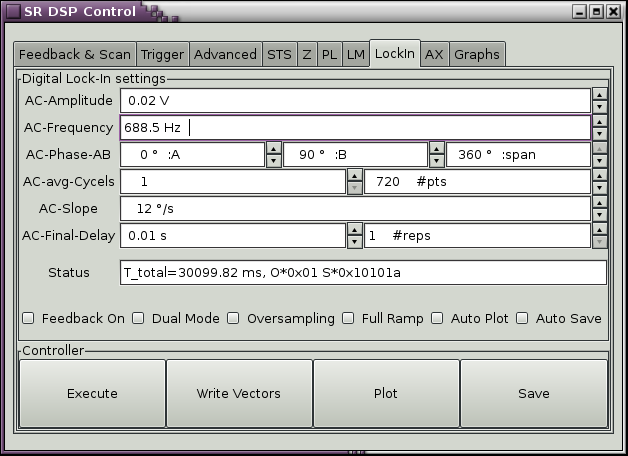 SR DSP Control
Feedback & Scan Trigger Advanced STS Z PL LM LockIn AX Graphs
Digital Lock-In settings
AC-Amplitude 0.02 V
AC-Frequency 688.5 Hz
AC-Phase-AB 0 ° :A 90 ° :B 360 ° :span
AC-avg-Cycels 1 720 #pts
AC-Slope 12 °/s
AC-Final-Delay 0.01 s 1 #reps
Status T_total=30099.82 ms, O*0x01 S*0x10101a
Feedback On Dual Mode Oversampling Full Ramp Auto Plot Auto Save
Controller
Execute Write Vectors Plot Save